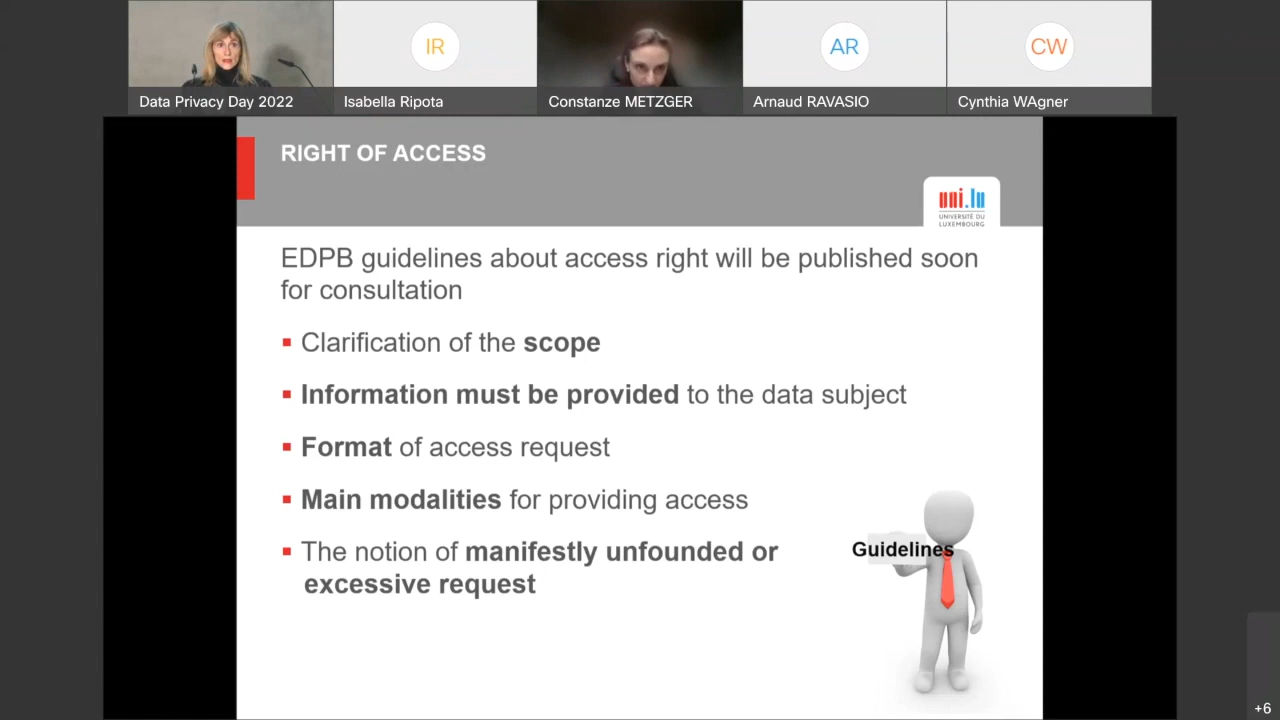 IR
AR
CW
Data Privacy Day 2022
Isabella Ripota
Constanze METZGER
Arnaud RAVASIO
Cynthia WAgner
RIGHT OF ACCESS
uni.lu
UNIVERSITÉ DU
LUXEMBOURG
EDPB guidelines about access right will be published soon
for consultation
Clarification of the scope
Information must be provided to the data subject
Format of access request
Main modalities for providing access
The notion of manifestly unfounded or
excessive request
Guidelines
+6